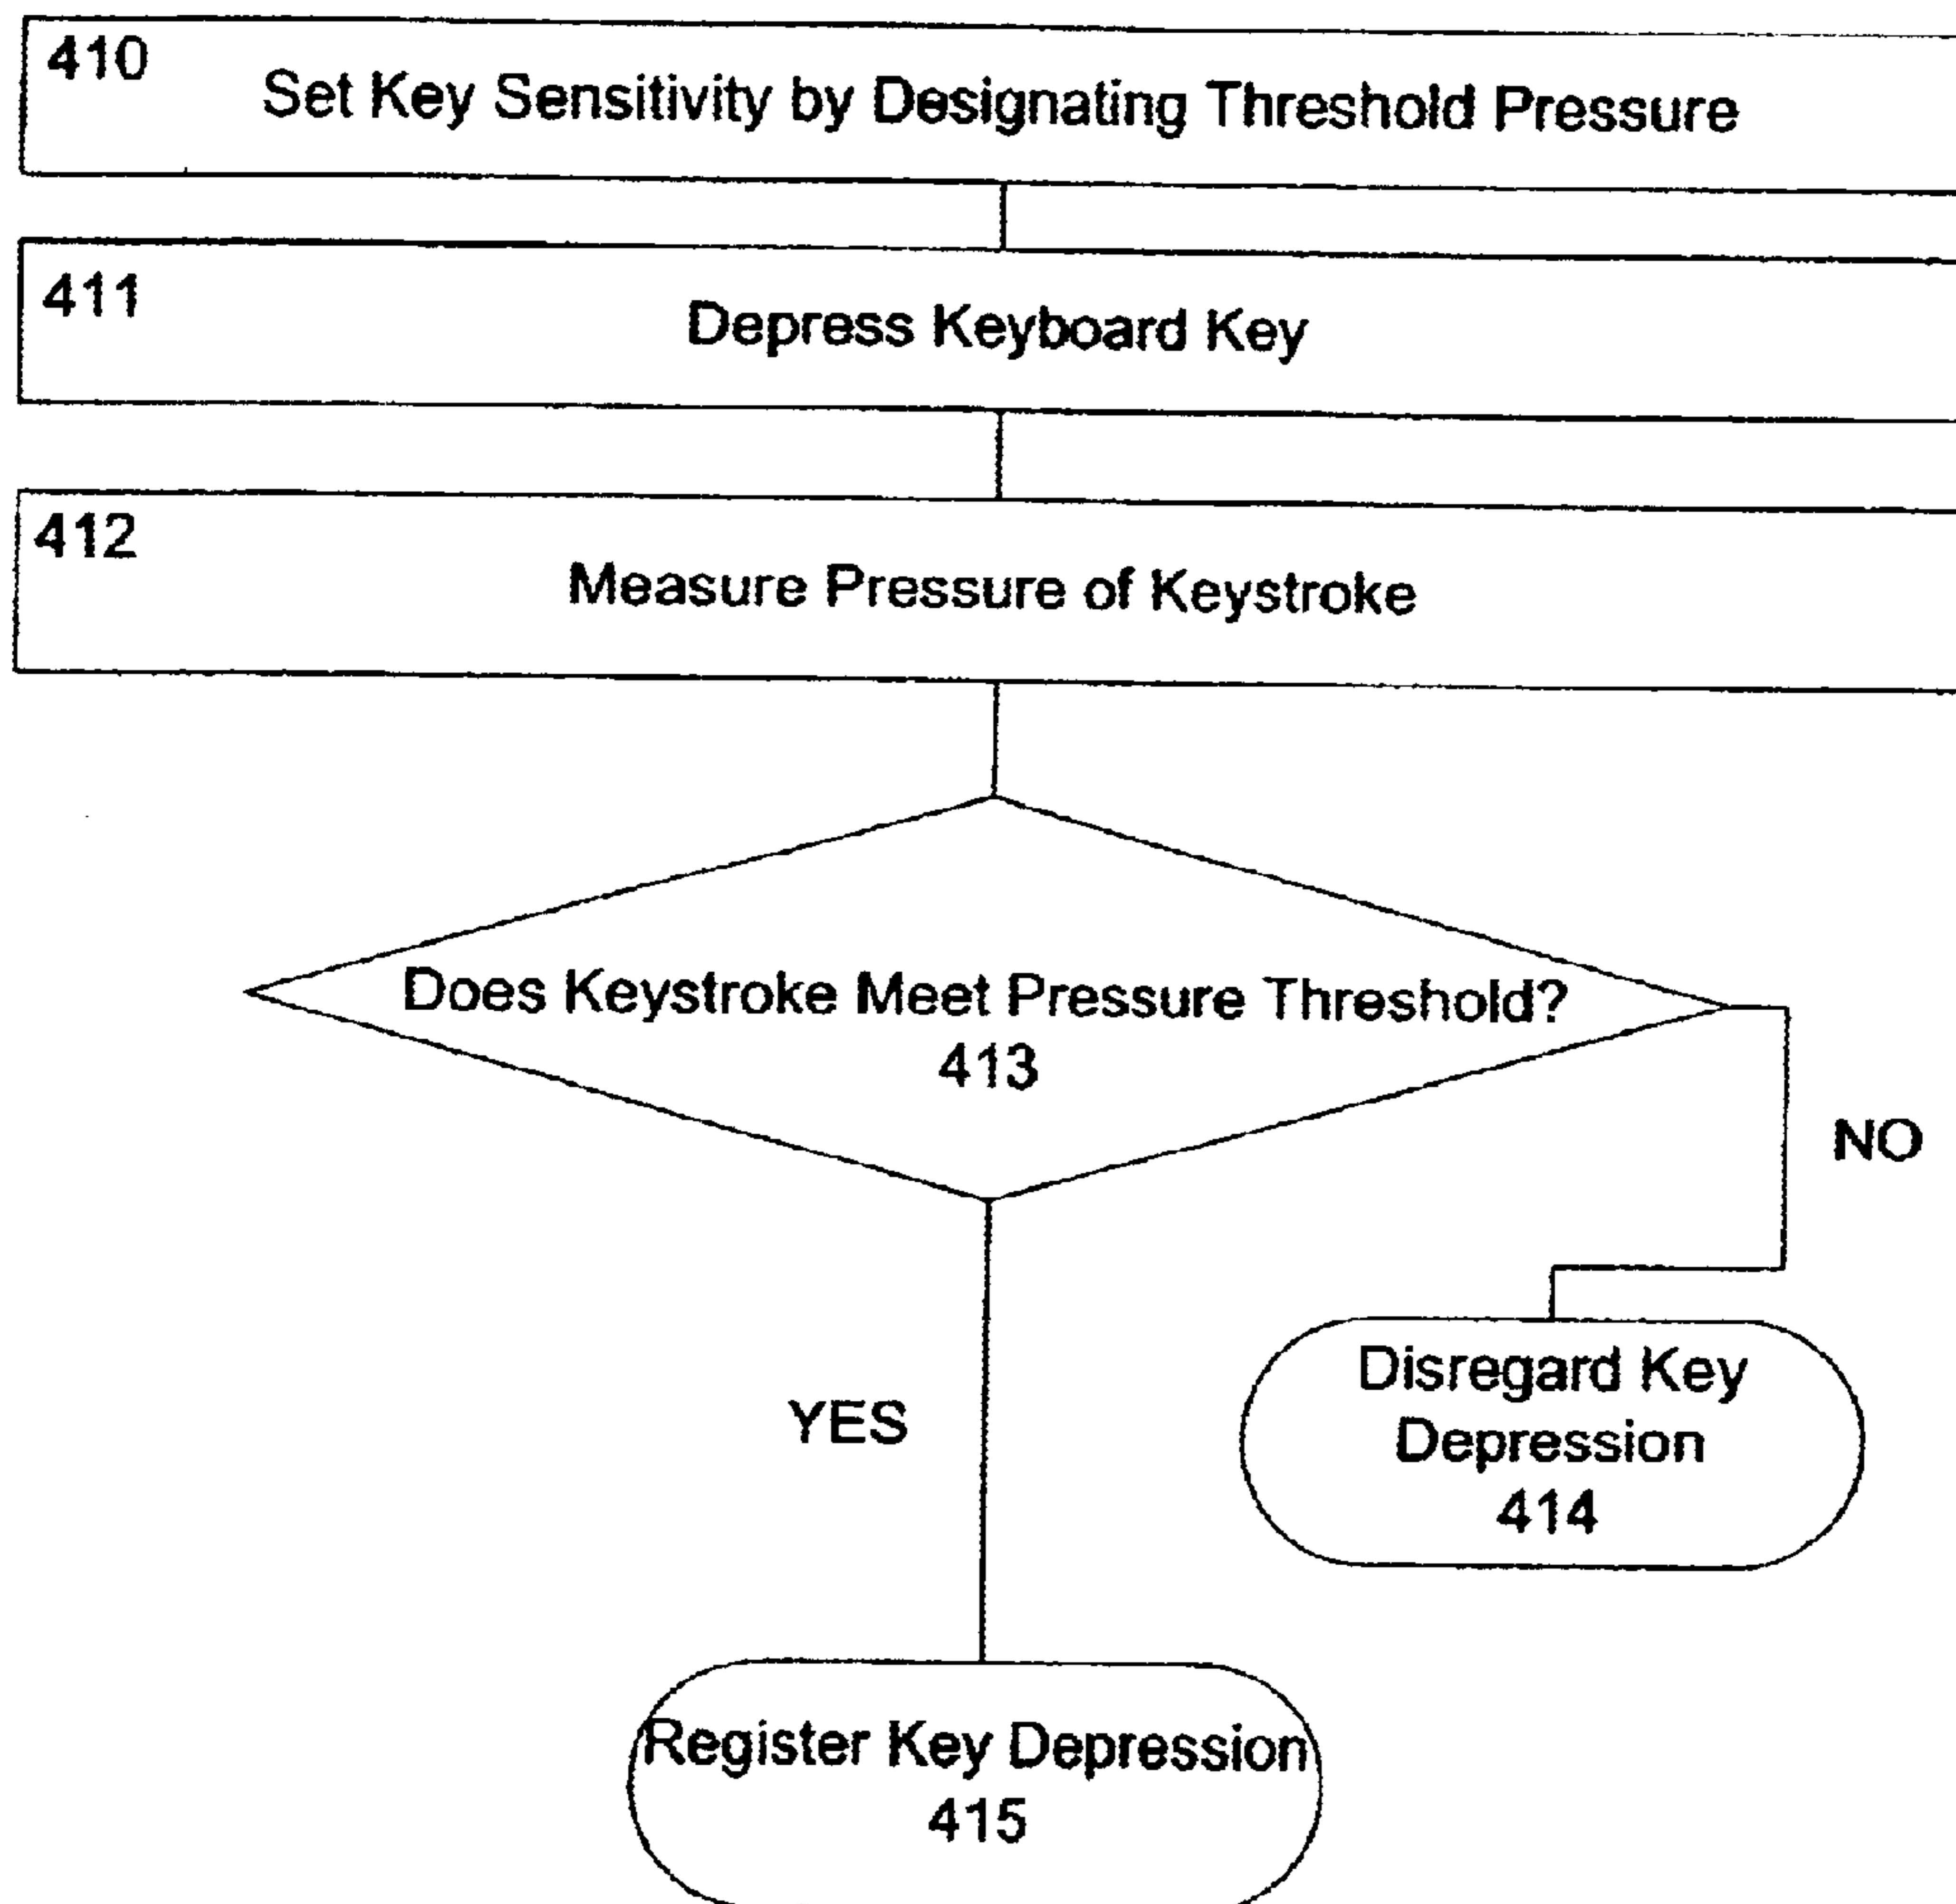 410
Set Key Sensitivity by Designating Threshold Pressure
411
Depress Keyboard Key
412
Measure Pressure of Keystroke
Does Keystroke Meet Pressure Threshold?
413
NO
YES
Disregard Key
Depression
414
Register Key Depression
415